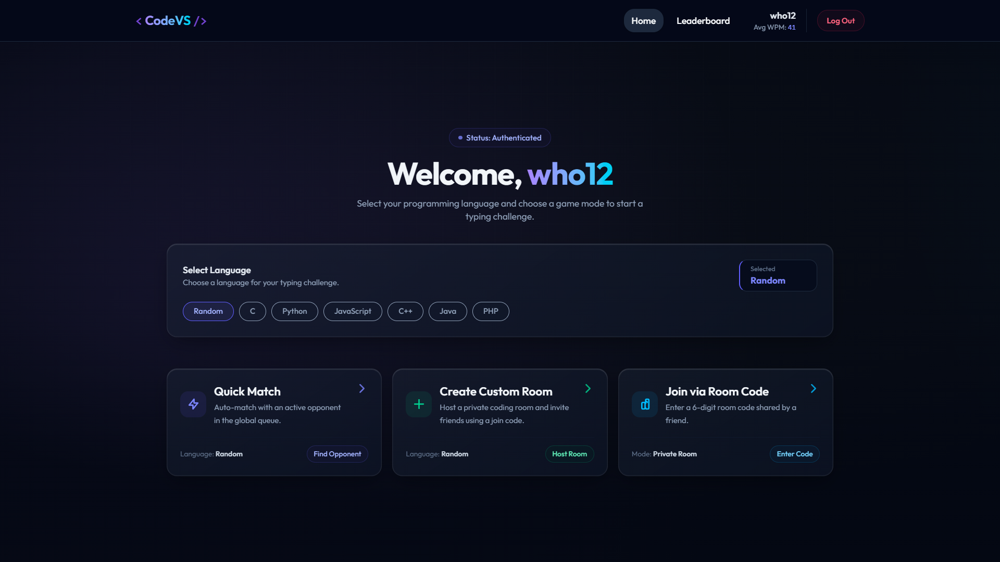 < CodeVS />
Home
Leaderboard
who12
Avg WPM: 41
Log Out
Status: Authenticated
Welcome, who12
Select your programming language and choose a game mode to start a
typing challenge.
Select Language
Choose a language for your typing challenge.
Selected
Random
Random
C
Python
JavaScript
C++
Java
PHP
Quick Match
Auto-match with an active opponent
in the global queue.
Language: Random
Find Opponent
Create Custom Room
Host a private coding room and invite
friends using a join code.
Language: Random
Host Room
Join via Room Code
Enter a 6-digit room code shared by a
friend.
Mode: Private Room
Enter Code